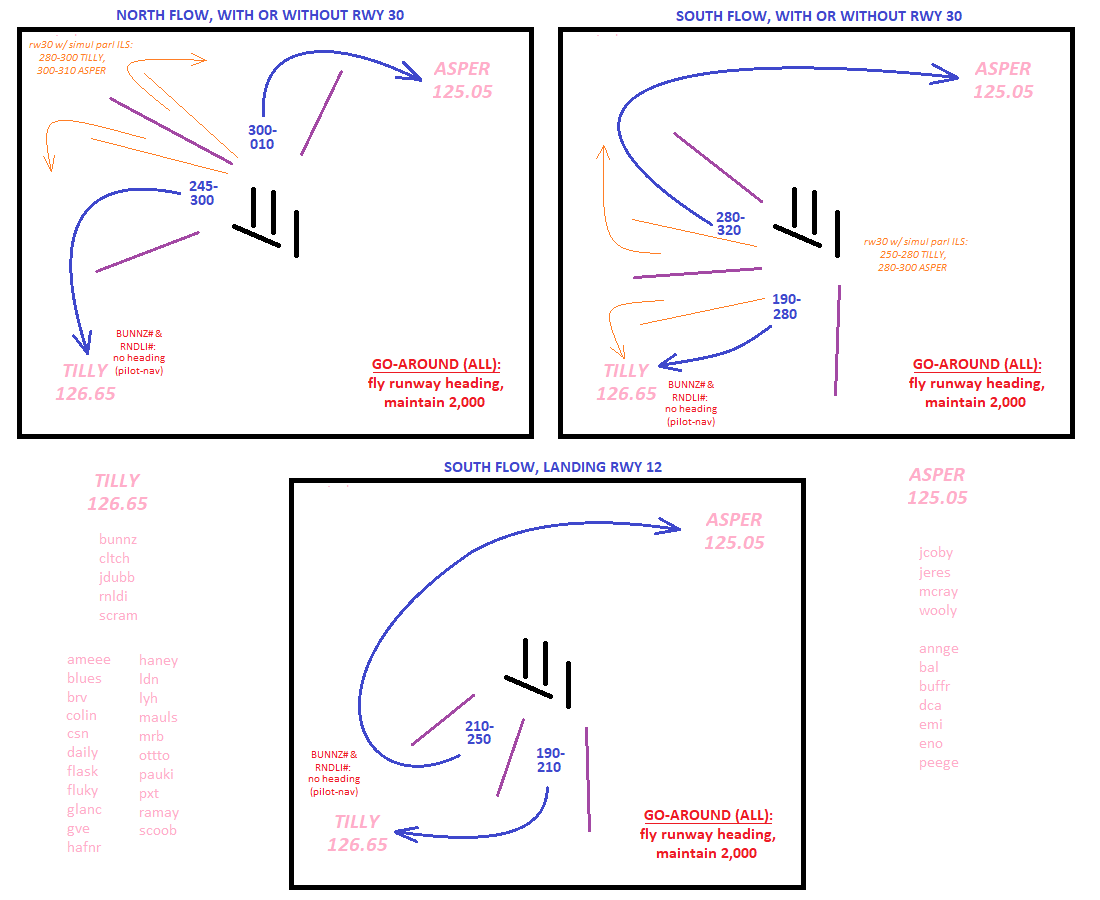 NORTH FLOW, WITH OR WITHOUT RWY 30
rw30 w/ simul parl ILS:
280-300 TILLY,
300-310 ASPER
300-
010
ASPER
125.05
245-
300
BUNNZ# &
RNDLI#:
no heading
(pilot-nav)
TILLY
126.65
GO-AROUND (ALL):
fly runway heading,
maintain 2,000
SOUTH FLOW, WITH OR WITHOUT RWY 30
ASPER
125.05
280-
320
rw30 w/ simul parl ILS:
250-280 TILLY,
280-300 ASPER
190-
280
TILLY
126.65
BUNNZ# &
RNDLI#:
no heading
(pilot-nav)
GO-AROUND (ALL):
fly runway heading,
maintain 2,000
TILLY
126.65
bunnz
cltch
jdubb
rnldi
scram
ameee
blues
brv
colin
csn
daily
flask
fluky
glanc
gve
hafnr
haney
ldn
lyh
mauls
mrb
ottto
pauki
pxt
ramay
scoob
SOUTH FLOW, LANDING RWY 12
ASPER
125.05
210-
250
190-
210
BUNNZ# &
RNDLI#:
no heading
(pilot-nav)
TILLY
126.65
GO-AROUND (ALL):
fly runway heading,
maintain 2,000
ASPER
125.05
jcoby
jeres
mcray
wooly
annge
bal
buffr
dca
emi
eno
peege